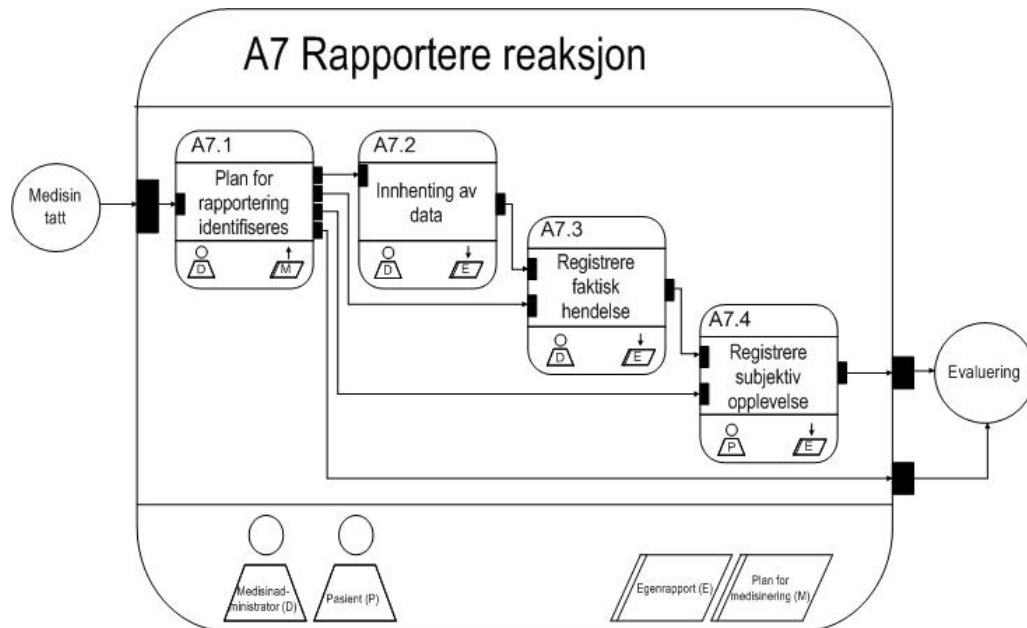 A7 Rapportere reaksjon
Medisin
tatt
A7.1
Plan for
rapportering
identifiseres
D
M
A7.2
Innhenting av
data
D
E
A7.3
Registrere
faktisk
hendelse
D
E
A7.4
Registrere
subjektiv
opplevelse
P
E
Evaluering
Medisinad-
ministrator (D)
Pasient (P)
Egenrapport (E)
Plan for
medisinering (M)